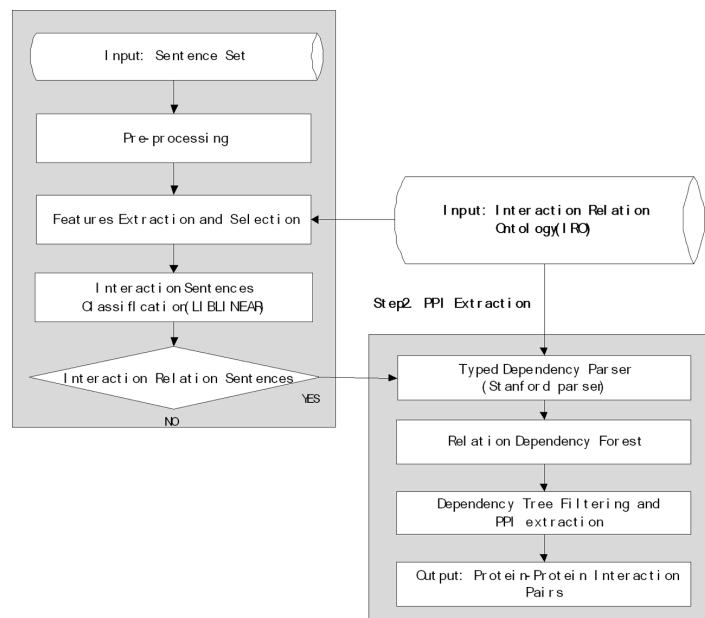 Input: Sentence Set
Pre-processing
Features Extraction and Selection
Interaction Sentences
Classification(LIBLINEAR)
Interaction Relation Sentences
YES
NO
Input: Interaction Relation
Ontology(IRO)
Step2. PPI Extraction
Typed Dependency Parser
(Stanford parser)
Relation Dependency Forest
Dependency Tree Filtering and
PPI extraction
Output: Protein-Protein Interaction
Pairs